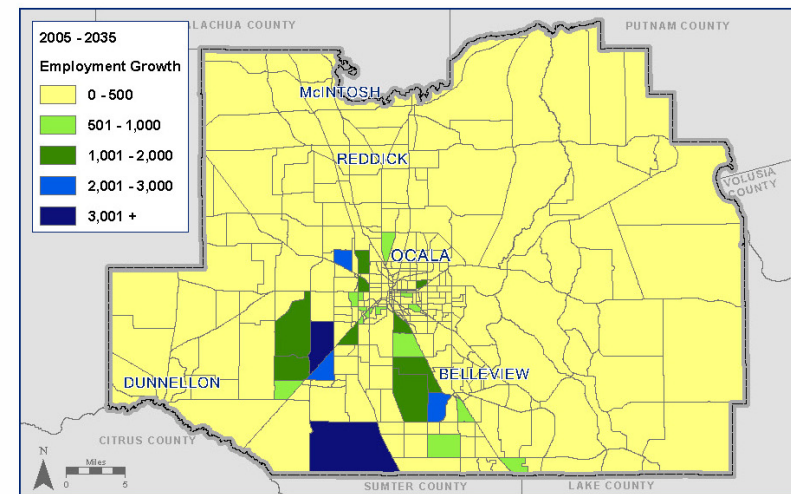 ALACHUA COUNTY
PUTNAM COUNTY
2005 - 2035
Employment Growth
0 - 500
501 - 1,000
1,001 - 2,000
2,001 - 3,000
3,001 +
McINTOSH
REDDICK
VOLUSIA
COUNTY
OCALA
BELLEVIEW
DUNNELLON
CITRUS COUNTY
N
Miles
0 5
SUMTER COUNTY
LAKE COUNTY